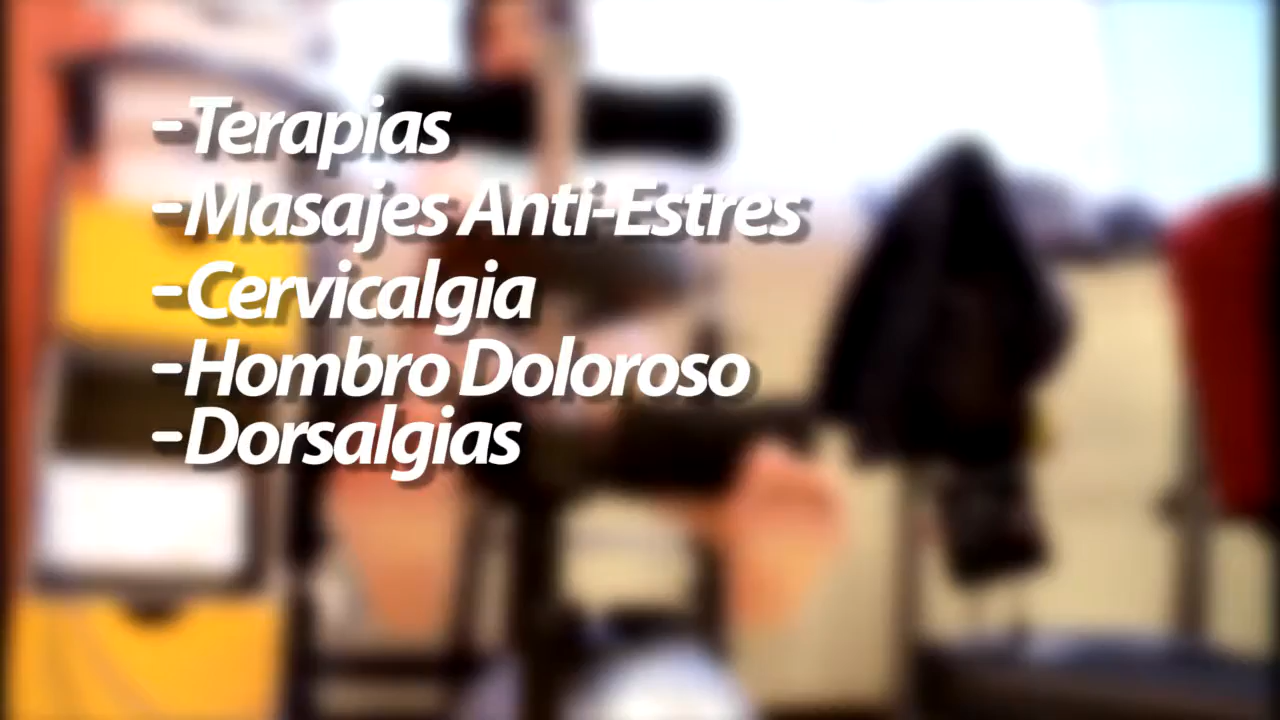 -Terapias
-Masajes Anti-Estres
-Cervicalgia
-Hombro Doloroso
-Dorsalgias